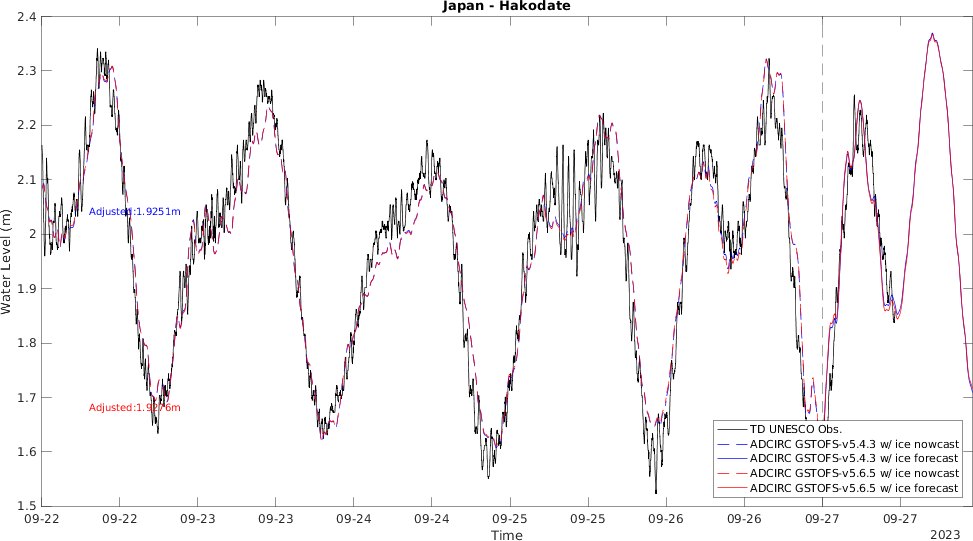 Japan - Hakodate
Water Level (m)
2.4
2.3
2.2
2.1
2
1.9
1.8
1.7
1.6
1.5
Adjusted:1.9251m
Adjusted:1.9276m
TD UNESCO Obs.
ADCIRC GSTOFS-v5.4.3 w/ ice nowcast
ADCIRC GSTOFS-v5.4.3 w/ ice forecast
ADCIRC GSTOFS-v5.6.5 w/ ice nowcast
ADCIRC GSTOFS-v5.6.5 w/ ice forecast
09-22 09-22 09-23 09-23 09-24 09-24 09-25 09-25 09-26 09-26 09-27 09-27
Time
2023